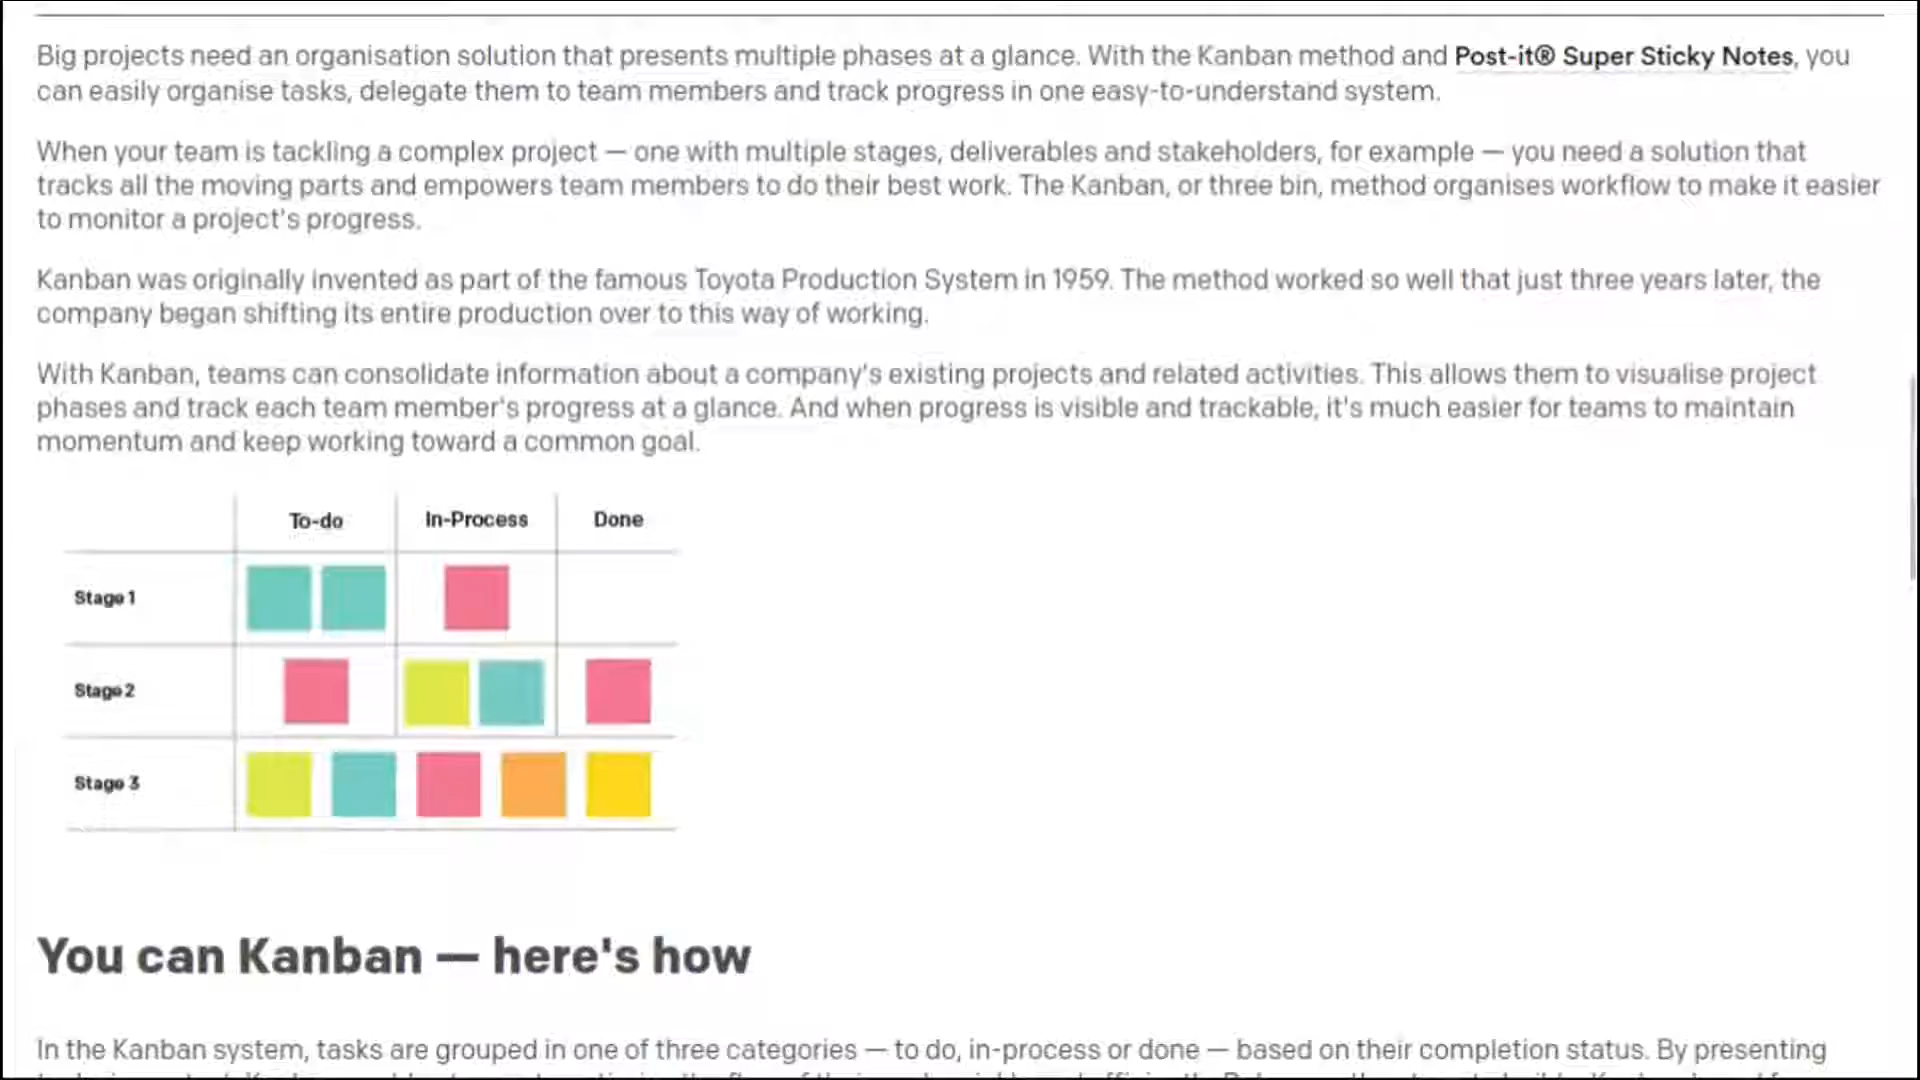 Big projects need an organisation solution that presents multiple phases at a glance. With the Kanban method and Post-it® Super Sticky Notes, you
can easily organise tasks, delegate them to team members and track progress in one easy-to-understand system.
When your team is tackling a complex project — one with multiple stages, deliverables and stakeholders, for example — you need a solution that
tracks all the moving parts and empowers team members to do their best work. The Kanban, or three bin, method organises workflow to make it easier
to monitor a project's progress.
Kanban was originally invented as part of the famous Toyota Production System in 1959. The method worked so well that just three years later, the
company began shifting its entire production over to this way of working.
With Kanban, teams can consolidate information about a company's existing projects and related activities. This allows them to visualise project
phases and track each team member's progress at a glance. And when progress is visible and trackable, it's much easier for teams to maintain
momentum and keep working toward a common goal.
To-do In-Process Done
Stage 1
Stage 2
Stage 3
You can Kanban — here's how
In the Kanban system, tasks are grouped in one of three categories — to do, in-process or done — based on their completion status. By presenting